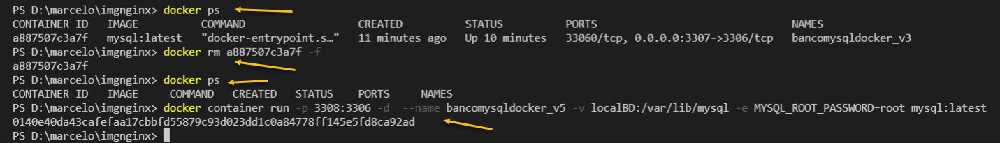 PS D:\marcelo\imgnginx> docker ps
CONTAINER ID   IMAGE          COMMAND                  CREATED          STATUS          PORTS                               NAMES
a887507c3a7f   mysql:latest   "docker-entrypoint.s…"   11 minutes ago   Up 10 minutes   33060/tcp, 0.0.0.0:3307->3306/tcp   bancomysqldocker_v3
PS D:\marcelo\imgnginx> docker rm a887507c3a7f -f
a887507c3a7f
PS D:\marcelo\imgnginx> docker ps
CONTAINER ID   IMAGE     COMMAND   CREATED   STATUS    PORTS     NAMES
PS D:\marcelo\imgnginx> docker container run -p 3308:3306 -d  --name bancomysqldocker_v5 -v localBD:/var/lib/mysql -e MYSQL_ROOT_PASSWORD=root mysql:latest
0140e40da43cafefaa17cbbfd55879c93d023dd1c0a84778ff145e5fd8ca92ad
PS D:\marcelo\imgnginx>